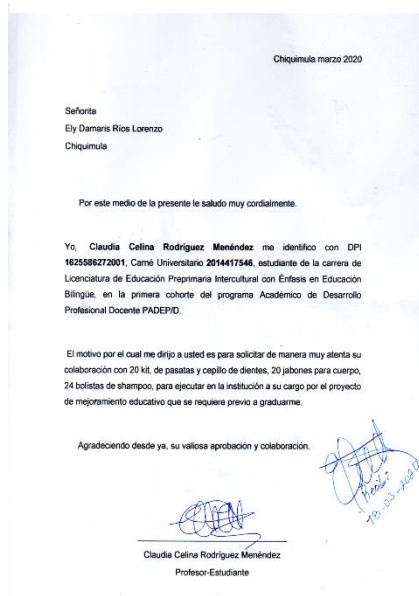 Chiquimula marzo 2020
Señorita
Ely Damaris Ríos Lorenzo
Chiquimula
Por este medio de la presente le saludo muy cordialmente.
Yo, Claudia Celina Rodríguez Menéndez me identifico con DPI
1625586272001, Carné Universitario 2014417546, estudiante de la carrera de
Licenciatura de Educación Preprimaria Intercultural con Énfasis en Educación
Bilingüe, en la primera cohorte del programa Académico de Desarrollo
Profesional Docente PADEP/D.
El motivo por el cual me dirijo a usted es para solicitar de manera muy atenta su
colaboración con 20 kit, de pasatas y cepillo de dientes, 20 jabones para cuerpo,
24 bolistas de shampoo, para ejecutar en la institución a su cargo por el proyecto
de mejoramiento educativo que se requiere previo a graduarme.
Agradeciendo desde ya, su valiosa aprobación y colaboración.
Recibí
18-03-2020
Claudia Celina Rodríguez Menéndez
Profesor-Estudiante